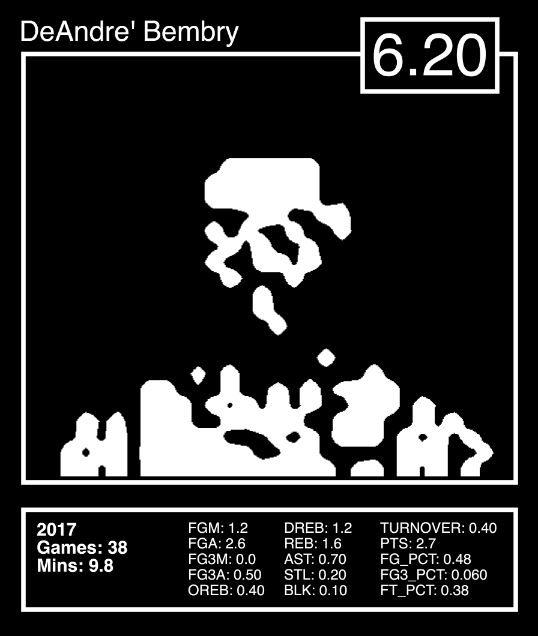 DeAndre' Bembry
6.20
2017
Games: 38
Mins: 9.8
FGM: 1.2
FGA: 2.6
FG3M: 0.0
FG3A: 0.50
OREB: 0.40
DREB: 1.2
REB: 1.6
AST: 0.70
STL: 0.20
BLK: 0.10
TURNOVER: 0.40
PTS: 2.7
FG_PCT: 0.48
FG3_PCT: 0.060
FT_PCT: 0.38